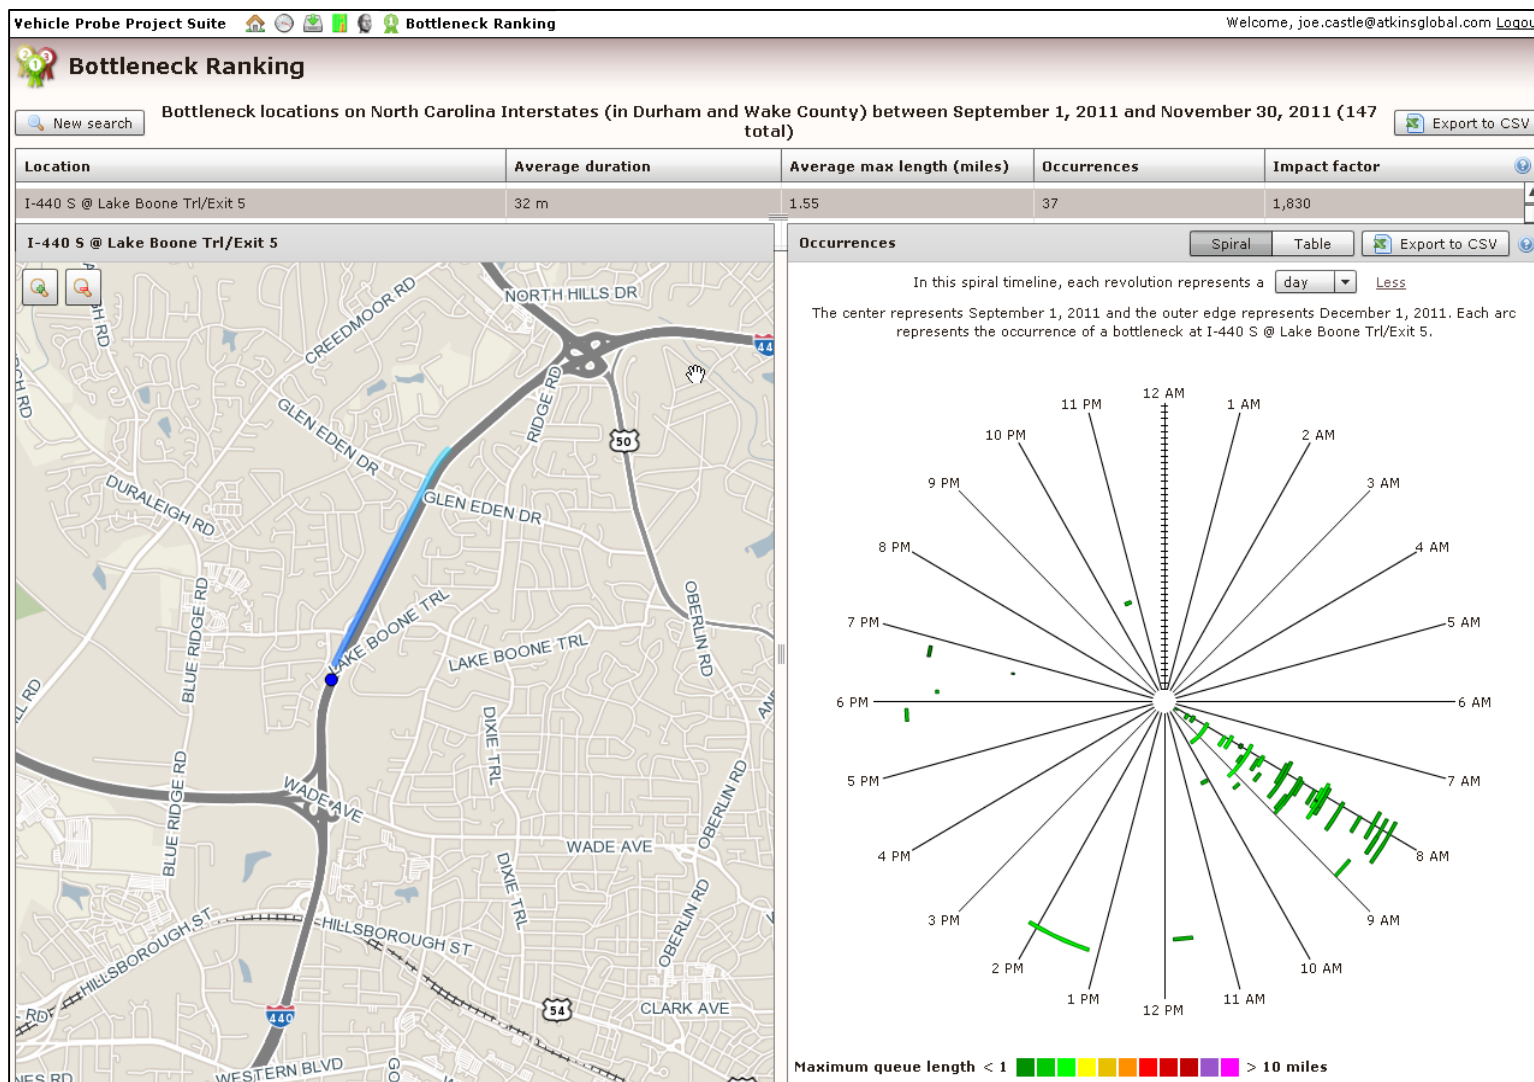 Vehicle Probe Project Suite Bottleneck Ranking Welcome, joe.castle@atkinsglobal.com
Bottleneck Ranking
New search
Bottleneck locations on North Carolina Interstates (in Durham and Wake County) between September 1, 2011 and November 30, 2011 (147
total)
Export to CSV
Location Average duration Average max length (miles) Occurrences Impact factor
I-440 S @ Lake Boone Trl/Exit 5 32 m 1.55 37 1,830
I-440 S @ Lake Boone Trl/Exit 5
NORTH HILLS DR
CREEDMOOR RD
RIDGE RD
50
GLEN EDEN DR
GLEN EDEN DR
DURALEIGH RD
BLUE RIDGE RD
LAKE BOONE TRL
LAKE BOONE TRL
OBERLIN RD
DIXIE TRL
WADE AVE
BLUE RIDGE RD
OBERLIN RD
WADE AVE
DIXIE TRL
HILLSBOROUGH ST
HILLSBOROUGH ST
OBERLIN RD
440
54
CLARK AVE
WESTERN BLVD
Occurrences
Spiral Table Export to CSV
In this spiral timeline, each revolution represents a day Less
The center represents September 1, 2011 and the outer edge represents December 1, 2011. Each arc
represents the occurrence of a bottleneck at I-440 S @ Lake Boone Trl/Exit 5.
12 AM
11 PM 1 AM
10 PM 2 AM
9 PM 3 AM
8 PM 4 AM
7 PM 5 AM
6 PM 6 AM
5 PM 7 AM
4 PM 8 AM
3 PM 9 AM
2 PM 10 AM
1 PM 11 AM
12 PM
Maximum queue length < 1 > 10 miles